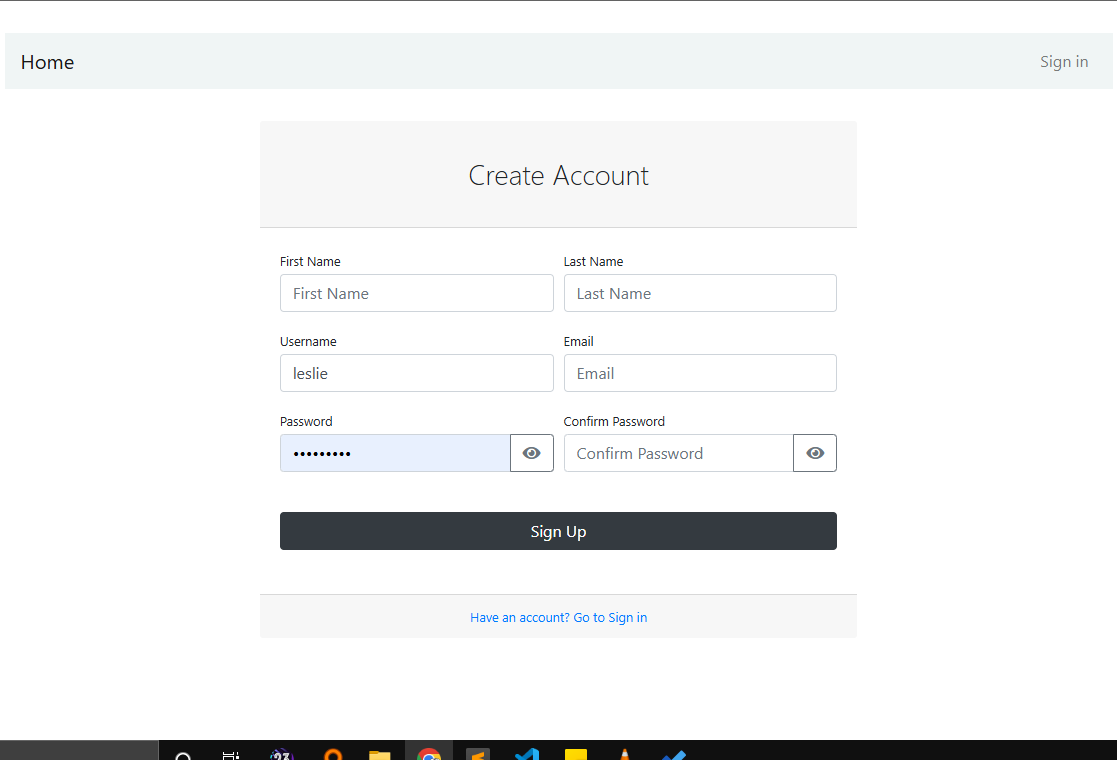 Home Sign in
Create Account
First Name Last Name
First Name Last Name
Username Email
leslie Email
Password Confirm Password
••••••••• Confirm Password
Sign Up
Have an account? Go to Sign in
23